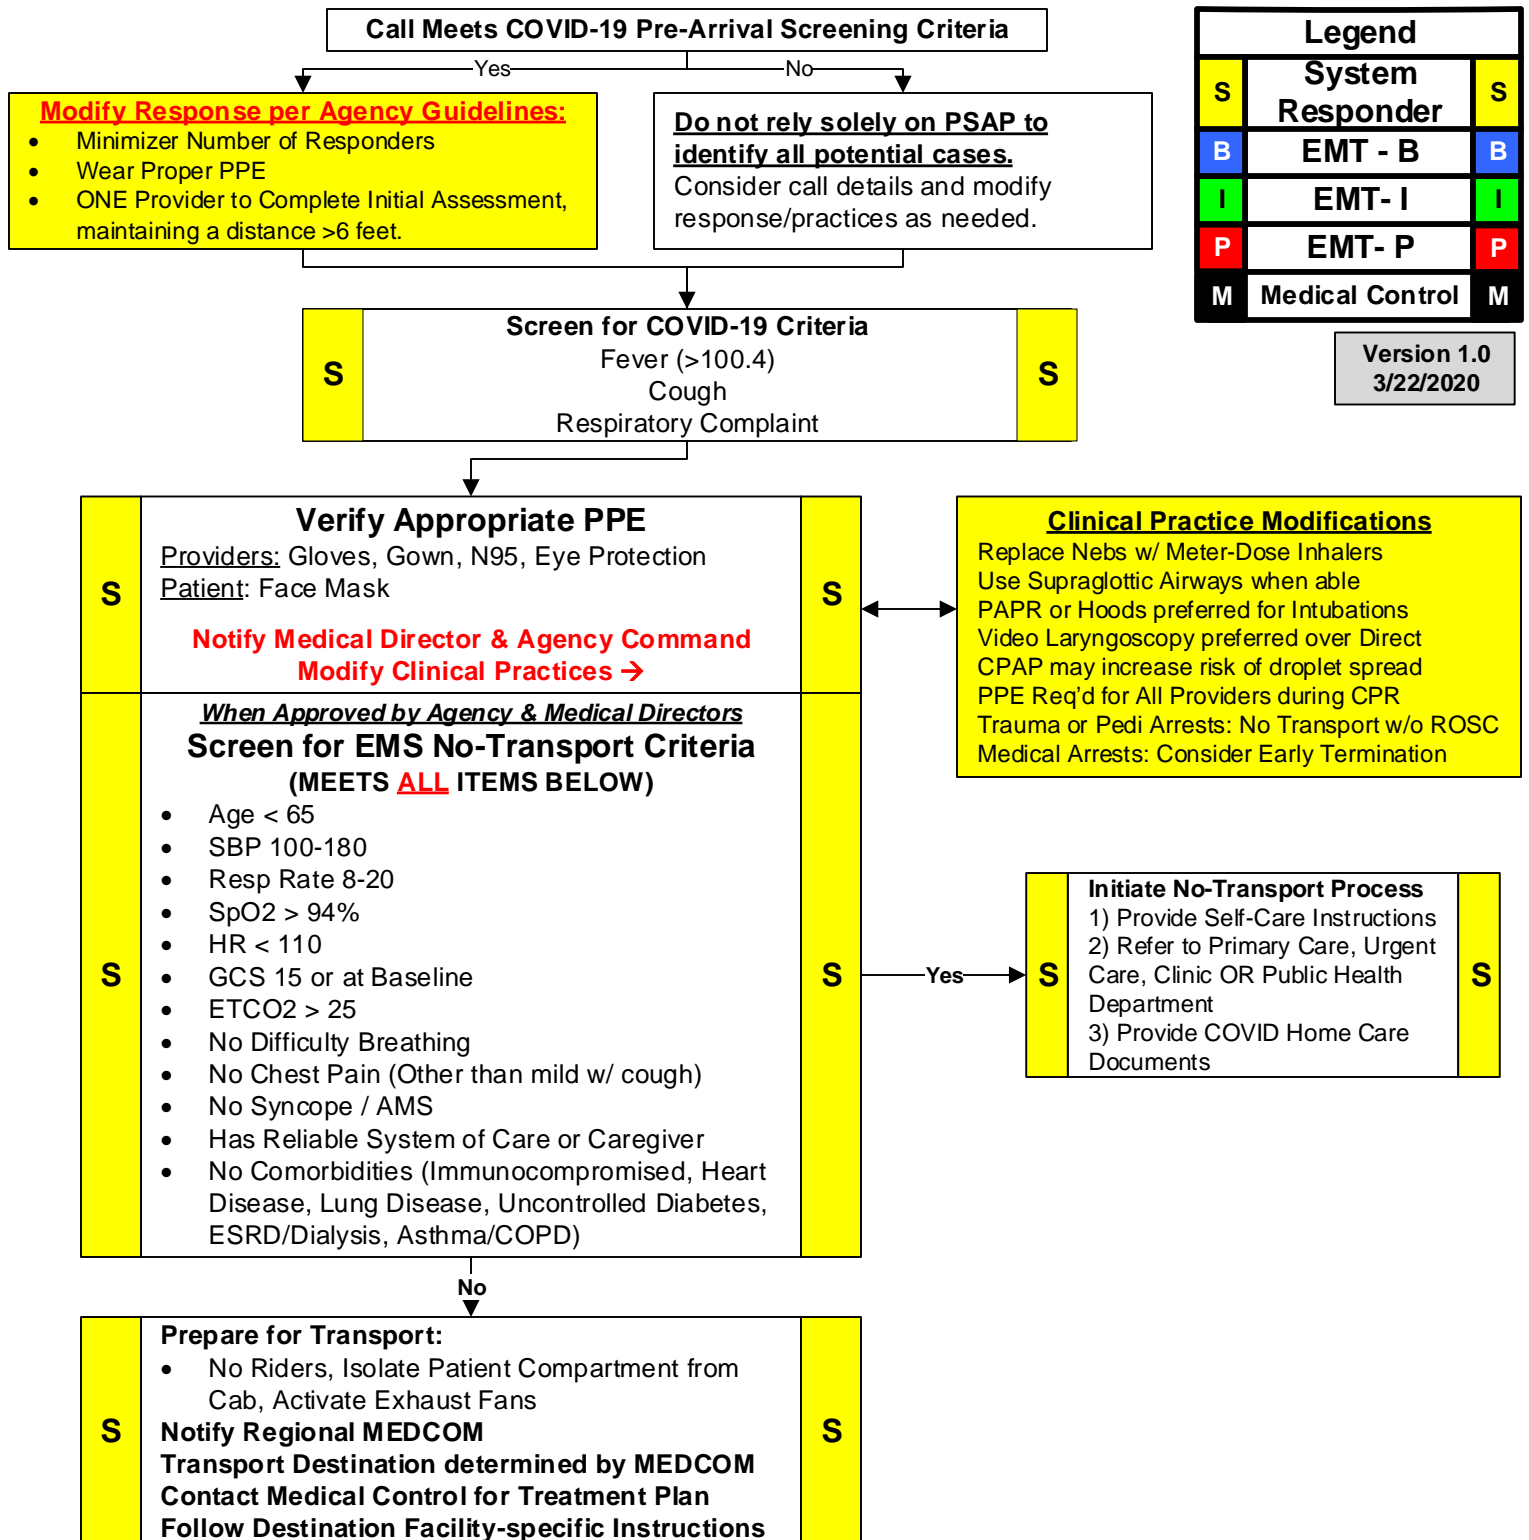 Call Meets COVID-19 Pre-Arrival Screening Criteria
Yes
No
Modify Response per Agency Guidelines:
• Minimizer Number of Responders
• Wear Proper PPE
• ONE Provider to Complete Initial Assessment,
maintaining a distance >6 feet.
Do not rely solely on PSAP to
identify all potential cases.
Consider call details and modify
response/practices as needed.
Legend
S System S
Responder
B EMT - B B
I EMT- I I
P EMT- P P
M Medical Control M
Version 1.0
3/22/2020
Screen for COVID-19 Criteria
Fever (>100.4)
S S
Cough
Respiratory Complaint
Verify Appropriate PPE
Providers: Gloves, Gown, N95, Eye Protection
S Patient: Face Mask S
Notify Medical Director & Agency Command
Modify Clinical Practices →
Clinical Practice Modifications
Replace Nebs w/ Meter-Dose Inhalers
Use Supraglottic Airways when able
PAPR or Hoods preferred for Intubations
Video Laryngoscopy preferred over Direct
CPAP may increase risk of droplet spread
PPE Req'd for All Providers during CPR
Trauma or Pedi Arrests: No Transport w/o ROSC
Medical Arrests: Consider Early Termination
When Approved by Agency & Medical Directors
Screen for EMS No-Transport Criteria
(MEETS ALL ITEMS BELOW)
• Age < 65
• SBP 100-180
• Resp Rate 8-20
• SpO2 > 94%
• HR < 110
S • GCS 15 or at Baseline S
• ETCO2 > 25
• No Difficulty Breathing
• No Chest Pain (Other than mild w/ cough)
• No Syncope / AMS
• Has Reliable System of Care or Caregiver
• No Comorbidities (Immunocompromised, Heart
Disease, Lung Disease, Uncontrolled Diabetes,
ESRD/Dialysis, Asthma/COPD)
Yes
Initiate No-Transport Process
1) Provide Self-Care Instructions
2) Refer to Primary Care, Urgent
S Care, Clinic OR Public Health S
Department
3) Provide COVID Home Care
Documents
No
Prepare for Transport:
• No Riders, Isolate Patient Compartment from
Cab, Activate Exhaust Fans
S Notify Regional MEDCOM S
Transport Destination determined by MEDCOM
Contact Medical Control for Treatment Plan
Follow Destination Facility-specific Instructions